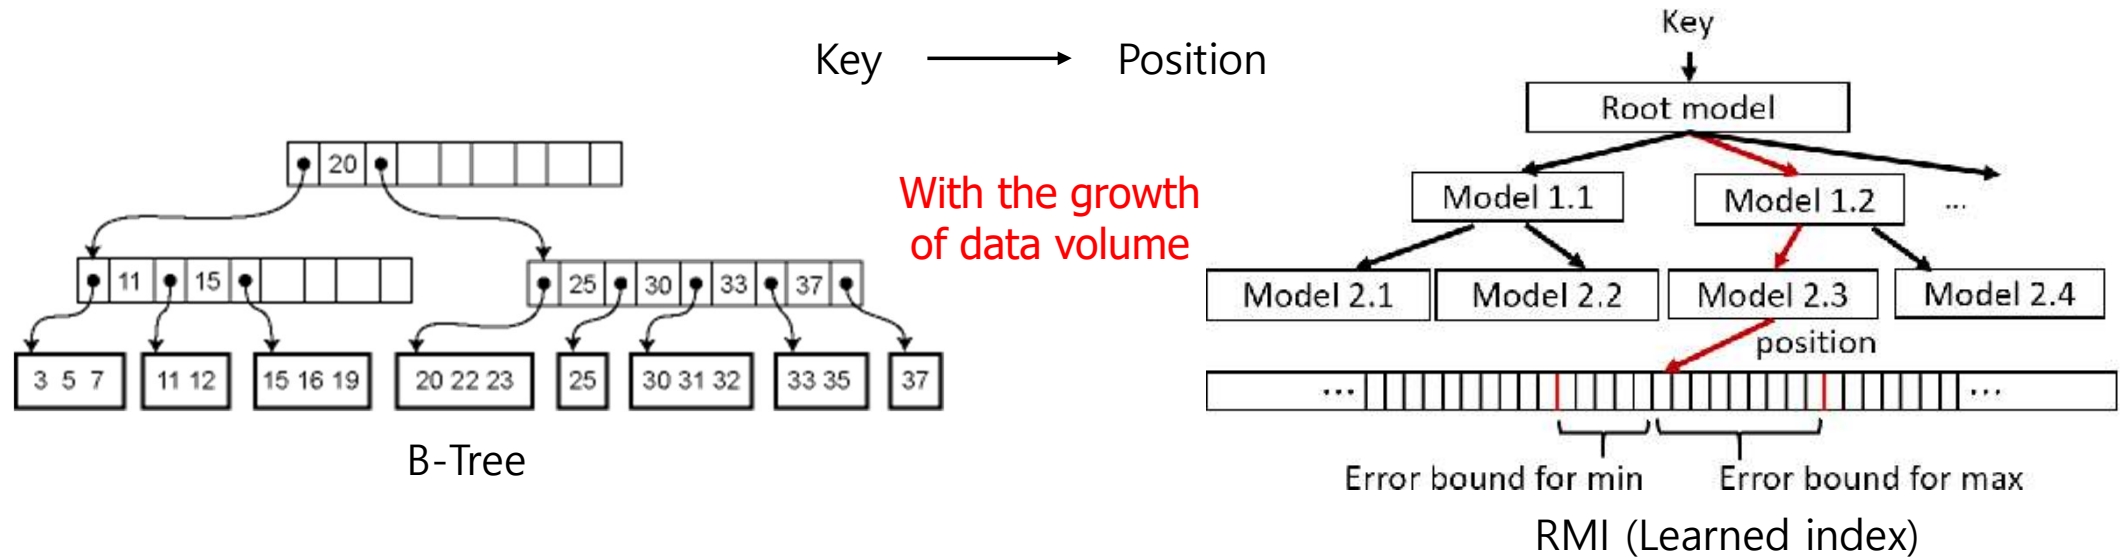 Key
Key → Position
Root model
20
With the growth
of data volume
Model 1.1
Model 1.2
...
11 15
25 30 33 37
Model 2.1
Model 2.2
Model 2.3
Model 2.4
position
3 5 7
11 12
15 16 19
20 22 23
25
30 31 32
33 35
37
...
...
B-Tree
Error bound for min
Error bound for max
RMI (Learned index)